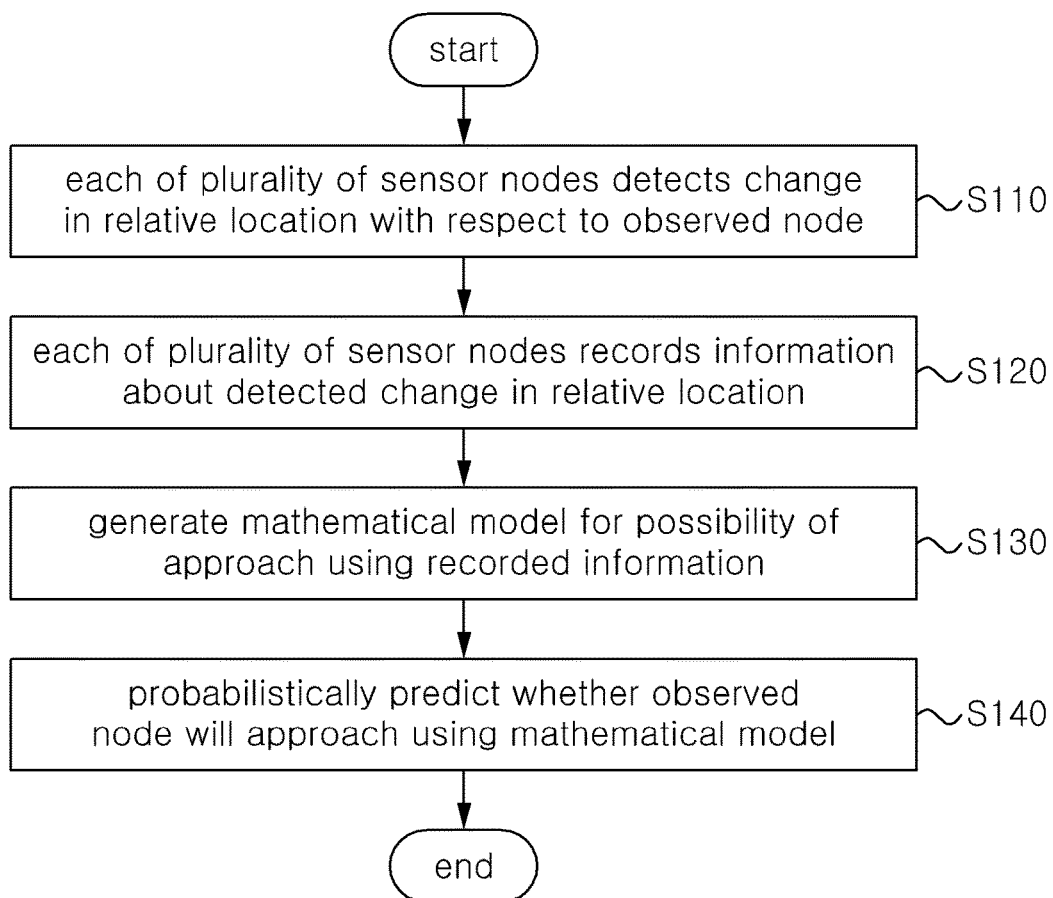 start
each of plurality of sensor nodes detects change
in relative location with respect to observed node
S110
each of plurality of sensor nodes records information
about detected change in relative location
S120
generate mathematical model for possibility of
approach using recorded information
S130
probabilistically predict whether observed
node will approach using mathematical model
S140
end